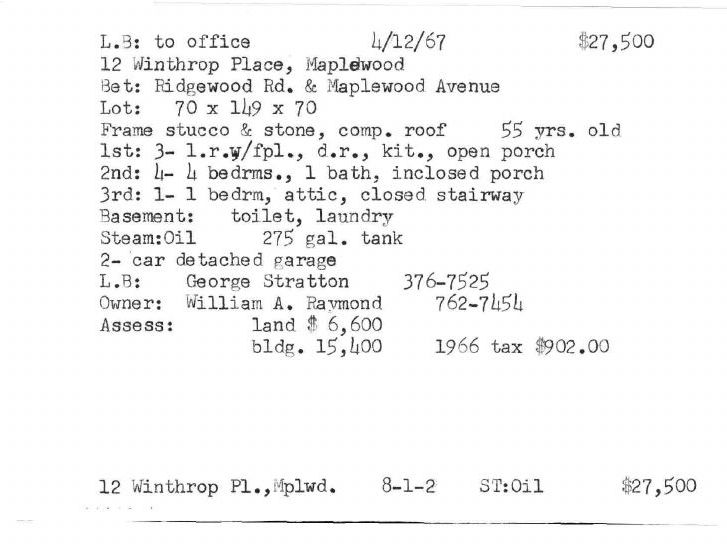 L.B: to office 4/12/67 $27,500
12 Winthrop Place, Maplewood
Bet: Ridgewood Rd. & Maplewood Avenue
Lot: 70 x 149 x 70
Frame stucco & stone, comp. roof 55 yrs. old
1st: 3- l.r.w/fpl., d.r., kit., open porch
2nd: 4- 4 bedrms., 1 bath, inclosed porch
3rd: 1- 1 bedrm, attic, closed stairway
Basement: toilet, laundry
Steam:Oil 275 gal. tank
2- car detached garage
L.B: George Stratton 376-7525
Owner: William A. Raymond 762-7454
Assess: land $ 6,600
bldg. 15,400 1966 tax $902.00
12 Winthrop Pl.,Mplwd. 8-1-2 ST:Oil $27,500